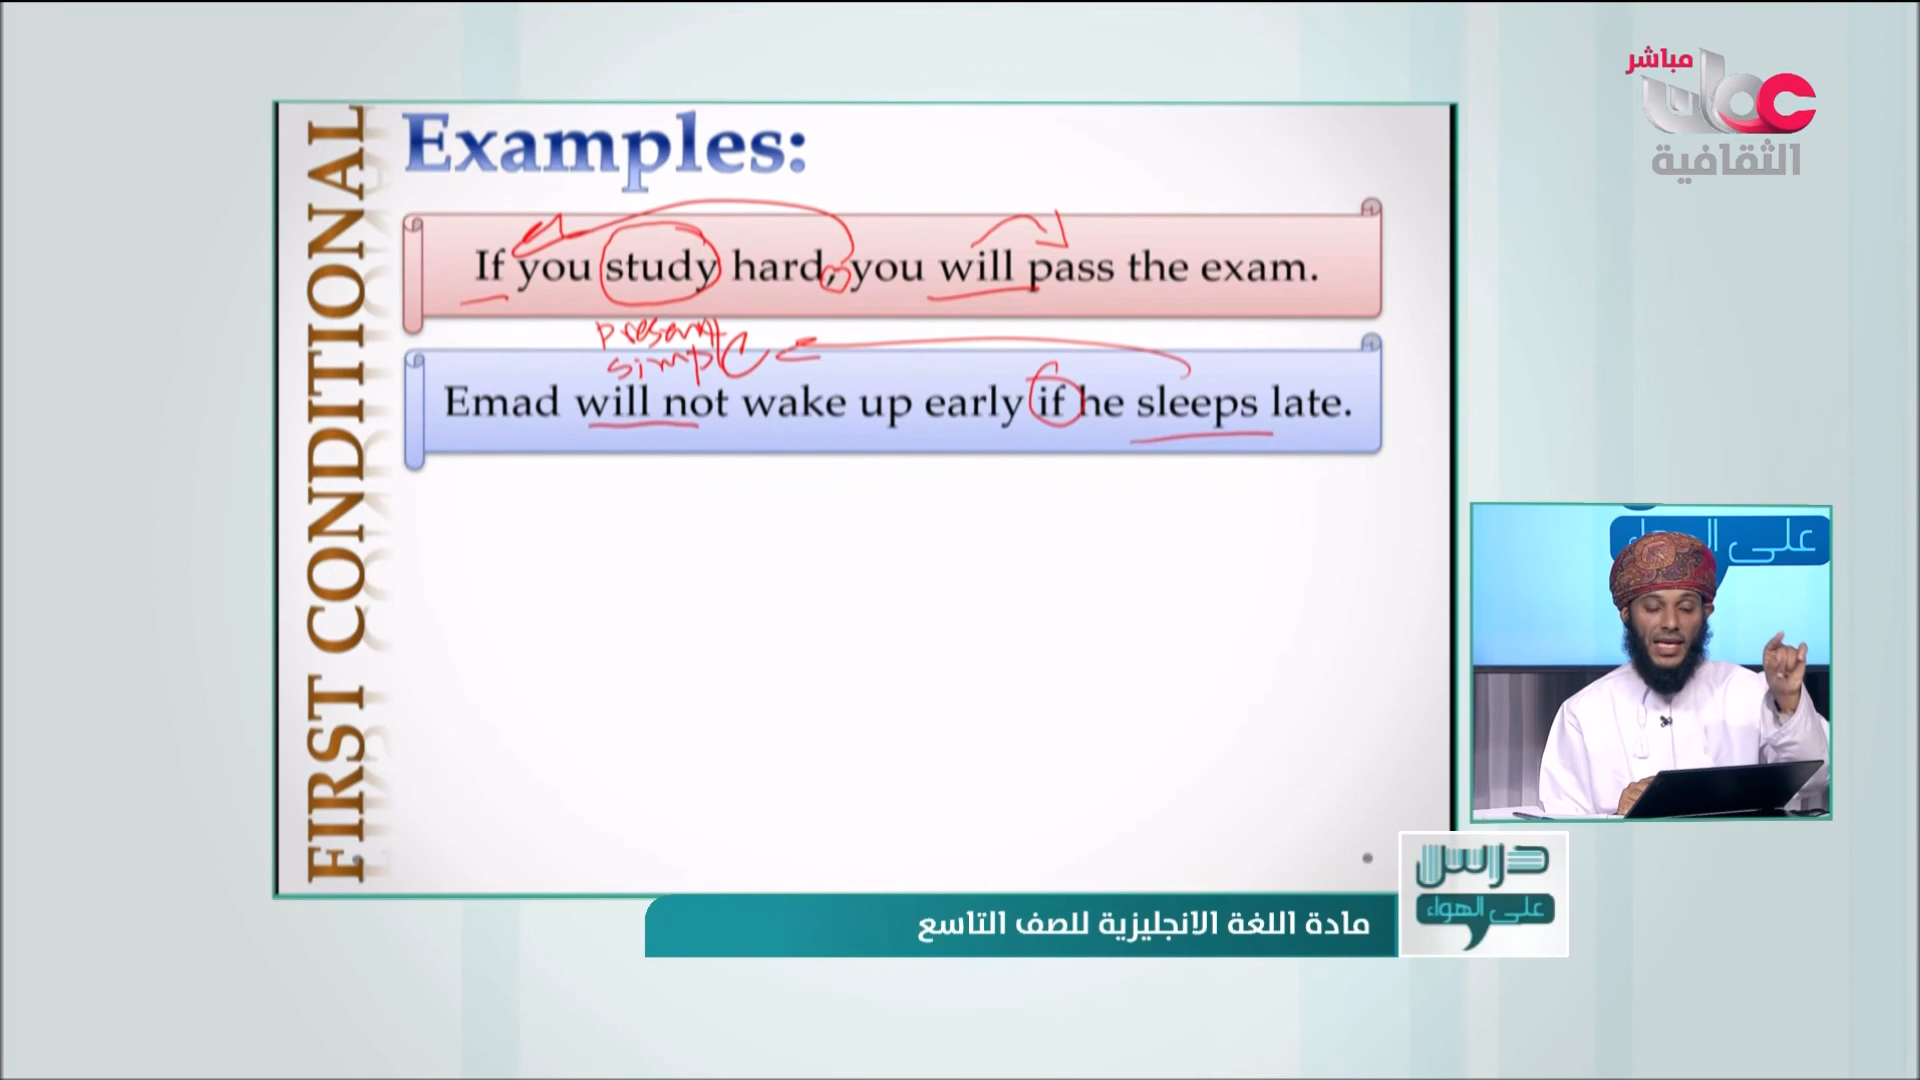 مباشر
عمان
الثقافية
FIRST CONDITIONAL
Examples:
If you study hard, you will pass the exam.
present
simple
Emad will not wake up early if he sleeps late.
على الهواء
درس
على الهواء
مادة اللغة الانجليزية للصف التاسع